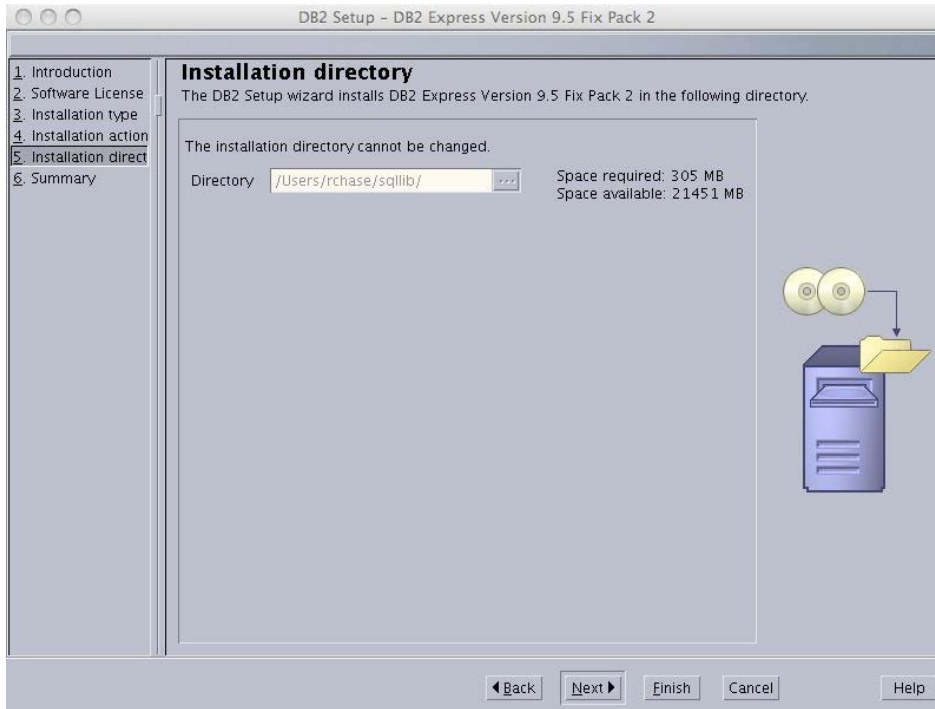 DB2 Setup - DB2 Express Version 9.5 Fix Pack 2
1. Introduction
2. Software License
3. Installation type
4. Installation action
5. Installation direct
6. Summary
Installation directory
The DB2 Setup wizard installs DB2 Express Version 9.5 Fix Pack 2 in the following directory.
The installation directory cannot be changed.
Directory /Users/rchase/sqllib/ ...
Space required: 305 MB
Space available: 21451 MB
Back Next Finish Cancel Help